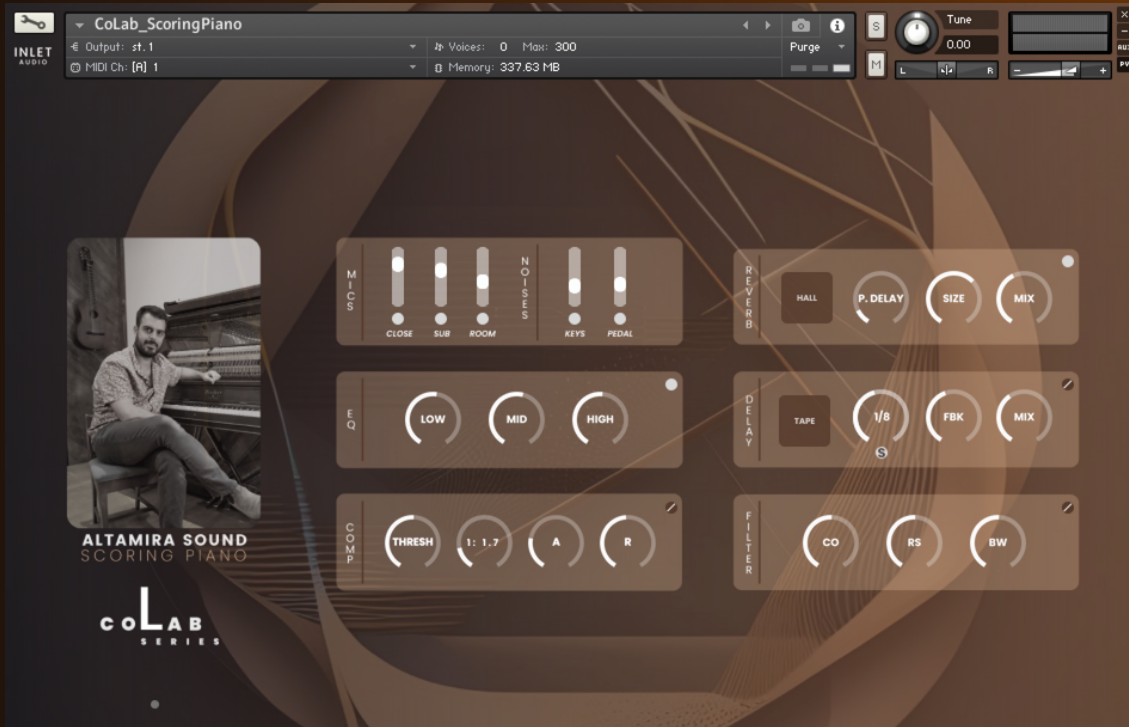 CoLab_ScoringPiano
INLET
AUDIO
Output: st. 1
Voices: 0 Max: 300
Purge
MIDI Ch: [A] 1
Memory: 337.63 MB
S
M
Tune
0.00
L
R
AUX
PV
MICS
CLOSE
SUB
ROOM
NOISES
KEYS
PEDAL
REVERB
HALL
P. DELAY
SIZE
MIX
EQ
LOW
MID
HIGH
DELAY
TAPE
1/8
FBK
MIX
S
COMP
THRESH
1: 1.7
A
R
FILTER
CO
RS
BW
ALTAMIRA SOUND
SCORING PIANO
COLAB
SERIES